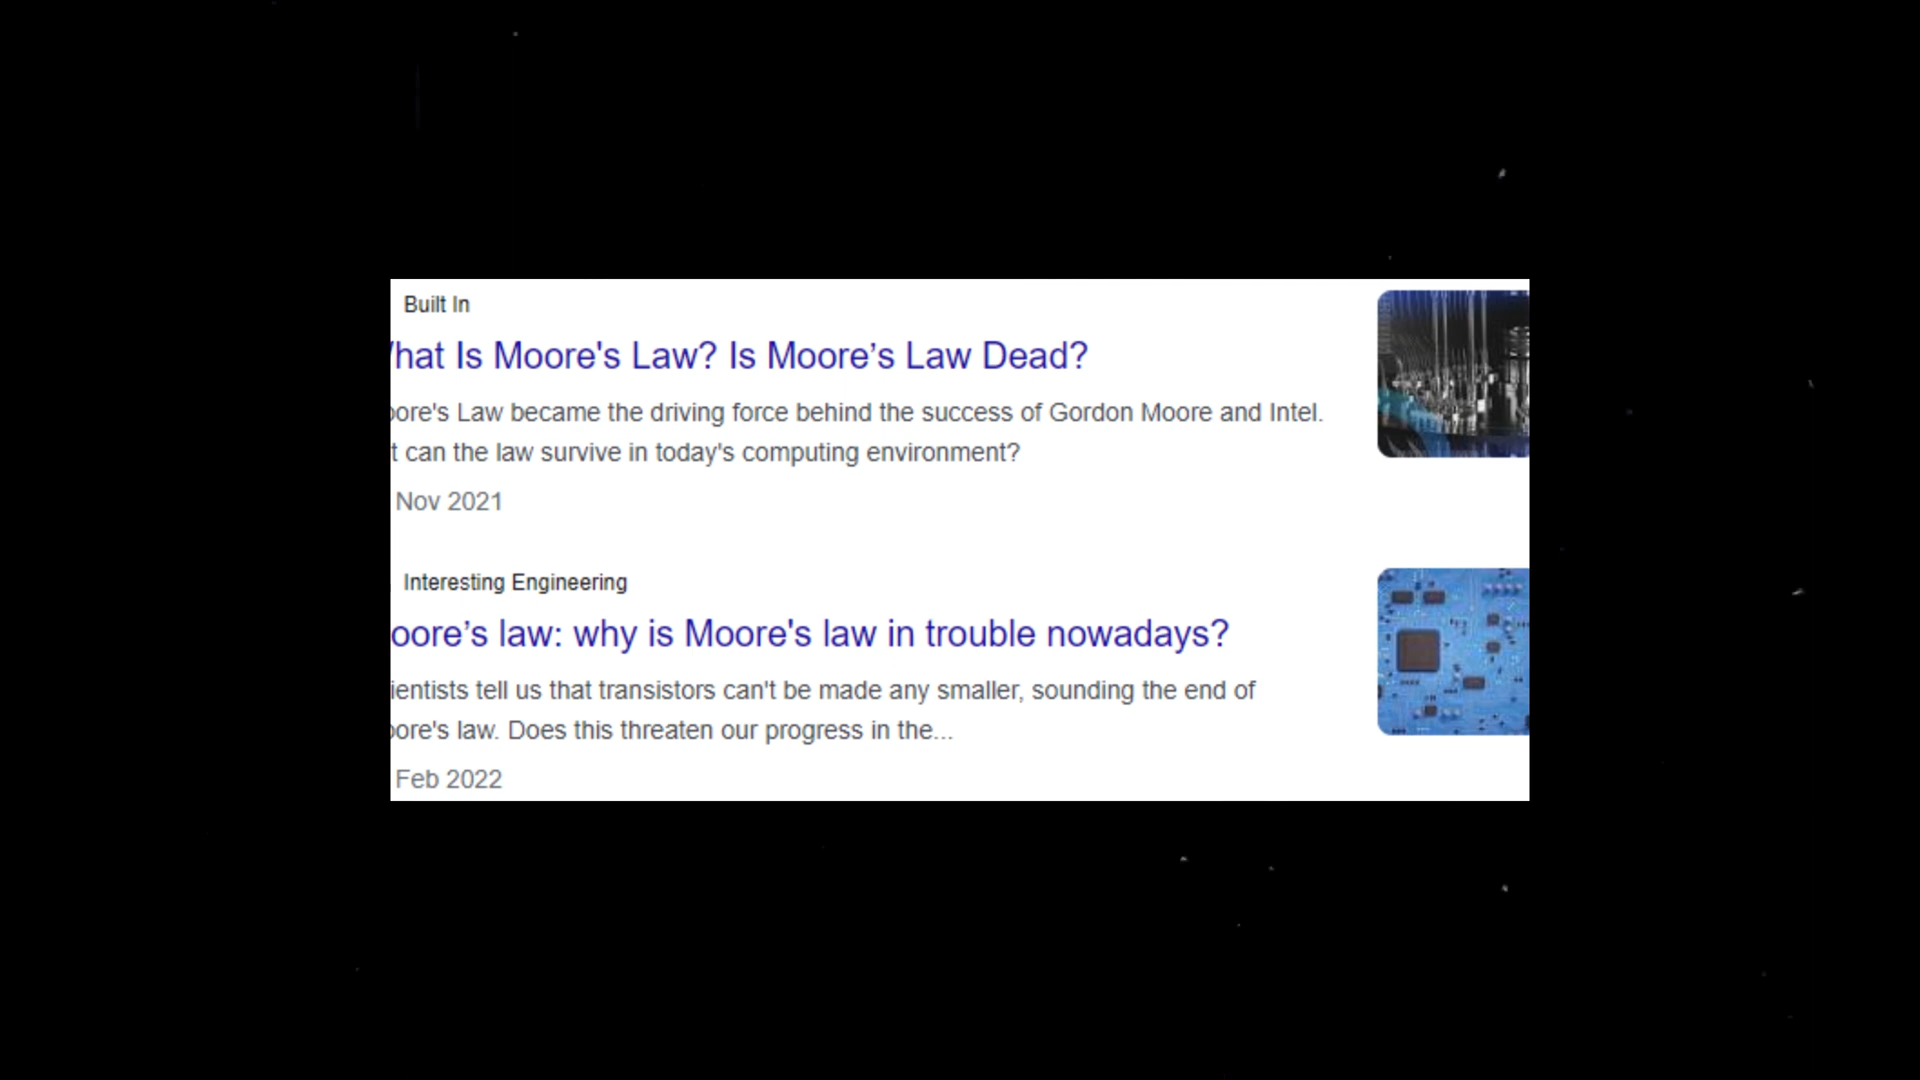 Built In
What Is Moore's Law? Is Moore’s Law Dead?
oore's Law became the driving force behind the success of Gordon Moore and Intel.
t can the law survive in today's computing environment?
Nov 2021
Interesting Engineering
oore’s law: why is Moore's law in trouble nowadays?
ientists tell us that transistors can't be made any smaller, sounding the end of
oore's law. Does this threaten our progress in the...
Feb 2022